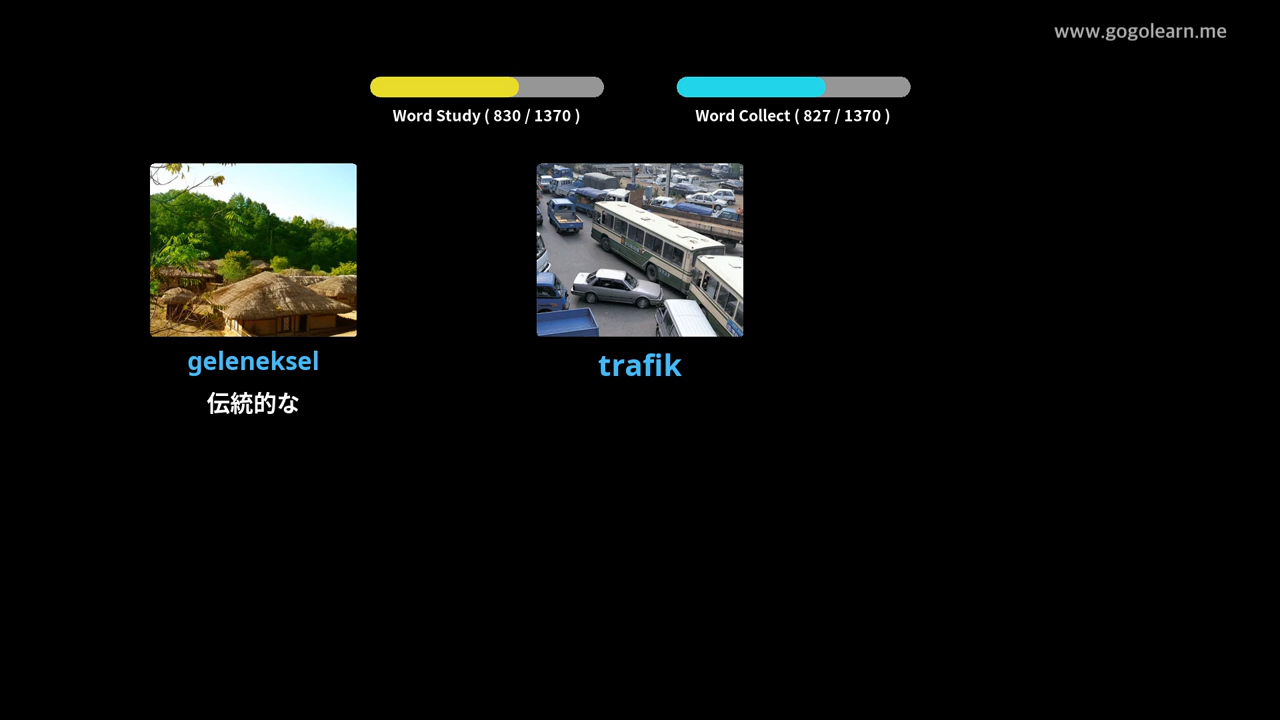 www.gogolearn.me
Word Study ( 830 / 1370 )
Word Collect ( 827 / 1370 )
geleneksel
伝統的な
trafik